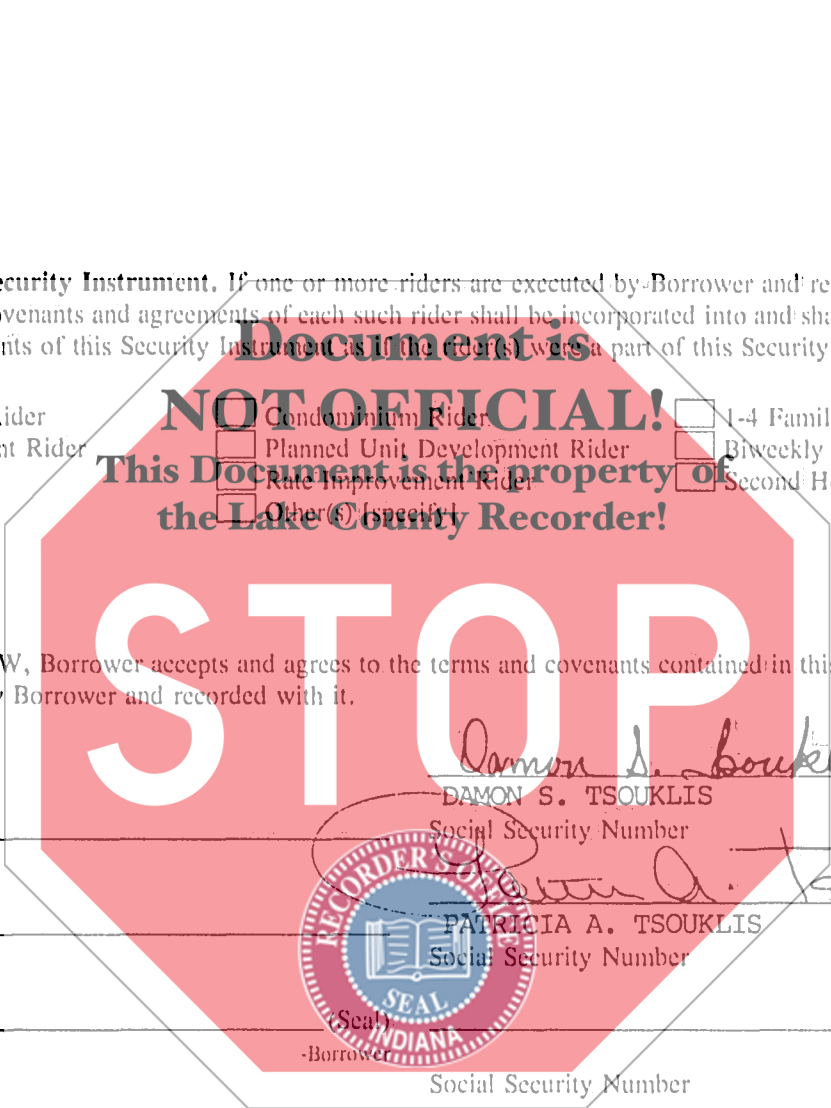 ecurity Instrument. If one or more riders are executed by Borrower and re
venants and agreements of each such rider shall be incorporated into and sha
nts of this Security Instrument as if the rider(s) were a part of this Security
Document is
NOT OFFICIAL!
This Document is the property of
the Lake County Recorder!
ider
Condominium Rider
1-4 Famil
nt Rider
Planned Unit Development Rider
Biweekly
Rate Improvement Rider
Second H
Other(s) [specify]
STOP
W, Borrower accepts and agrees to the terms and covenants contained in this
Borrower and recorded with it.
Damon S.
DAMON S. TSOUKLIS
Social Security Number
A.
PATRICIA A. TSOUKLIS
Social Security Number
RECORDER'S OFFICE
SEAL
INDIANA
(Seal)
-Borrower
Social Security Number